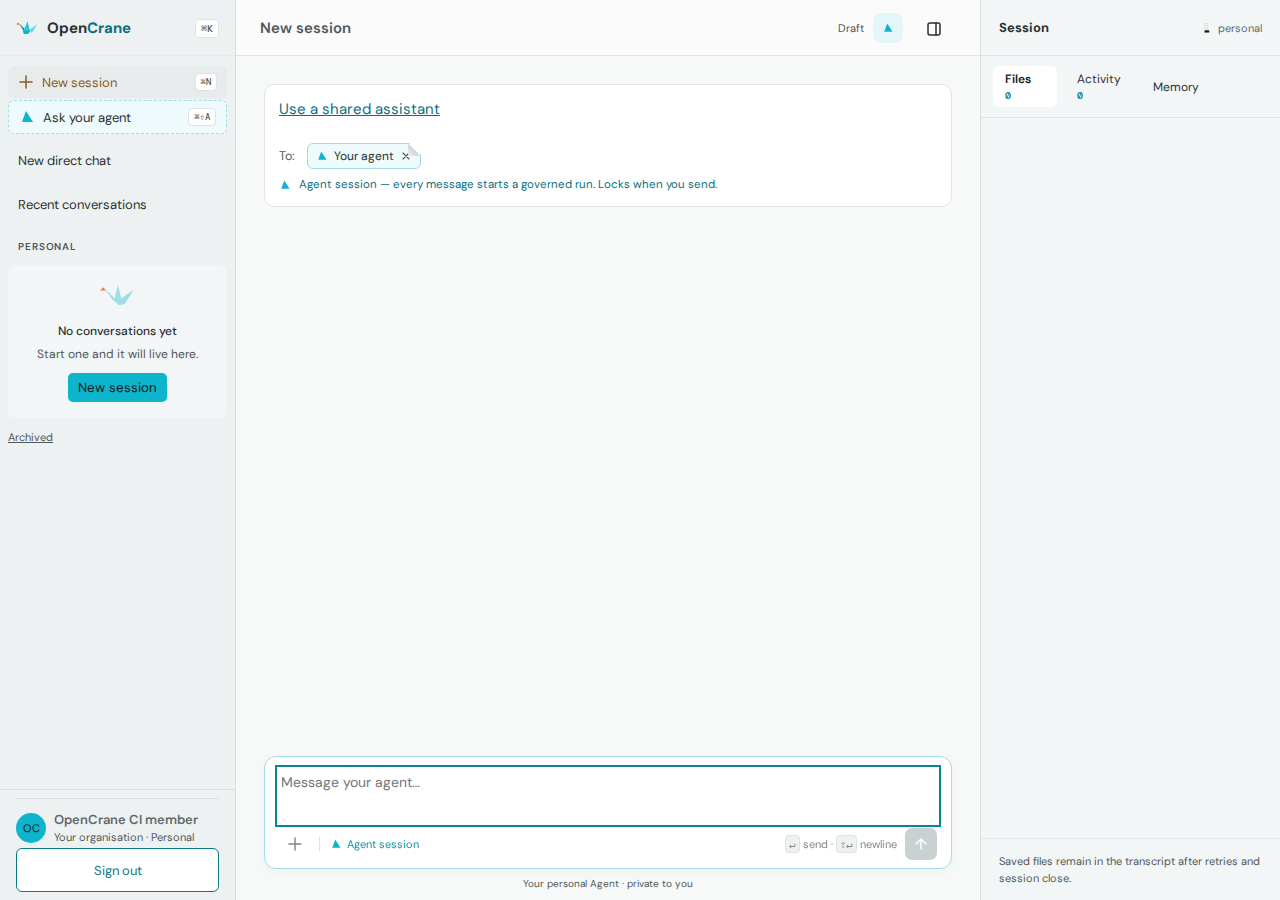 OpenCrane
⌘K
New session
⌘N
Ask your agent
⌘⇧A
New direct chat
Recent conversations
PERSONAL
No conversations yet
Start one and it will live here.
New session
Archived
OC
OpenCrane CI member
Your organisation · Personal
Sign out
New session
Draft
Use a shared assistant
To:
Your agent ×
Agent session — every message starts a governed run. Locks when you send.
Message your agent…
Agent session
↵ send · ⇧↵ newline
Your personal Agent · private to you
Session
personal
Files
0
Activity
0
Memory
Saved files remain in the transcript after retries and
session close.